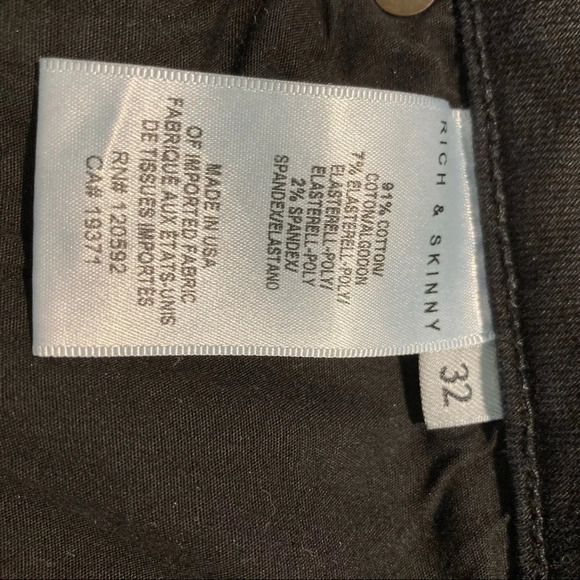 RICH & SKINNY
32
91% COTTON/
COTON/ALGODON
7% ELASTERELL-POLY/
ELASTERELL-POLY/
ELASTERELL-POLY
2% SPANDEX/
SPANDEX/ELASTANO
MADE IN USA
OF IMPORTED FABRIC
FABRIQUÉ AUX ÉTATS-UNIS
DE TISSUES IMPORTÉS
RN# 120592
CA# 19371